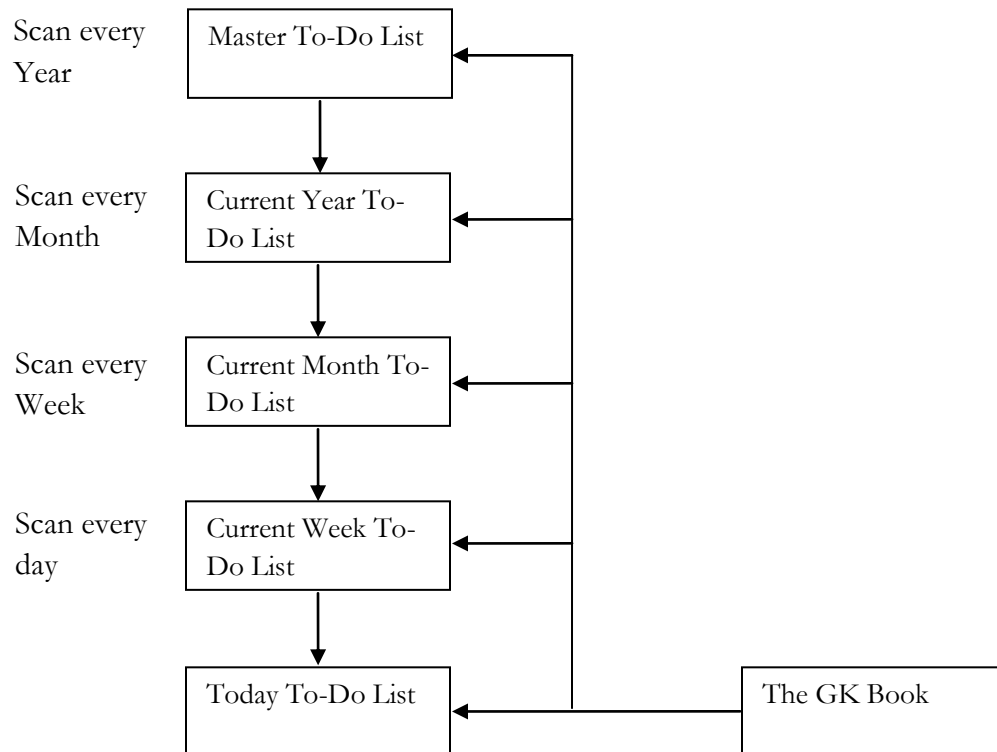 Scan every
Year
Master To-Do List
Scan every
Month
Current Year To-
Do List
Scan every
Week
Current Month To-
Do List
Scan every
day
Current Week To-
Do List
Today To-Do List
The GK Book